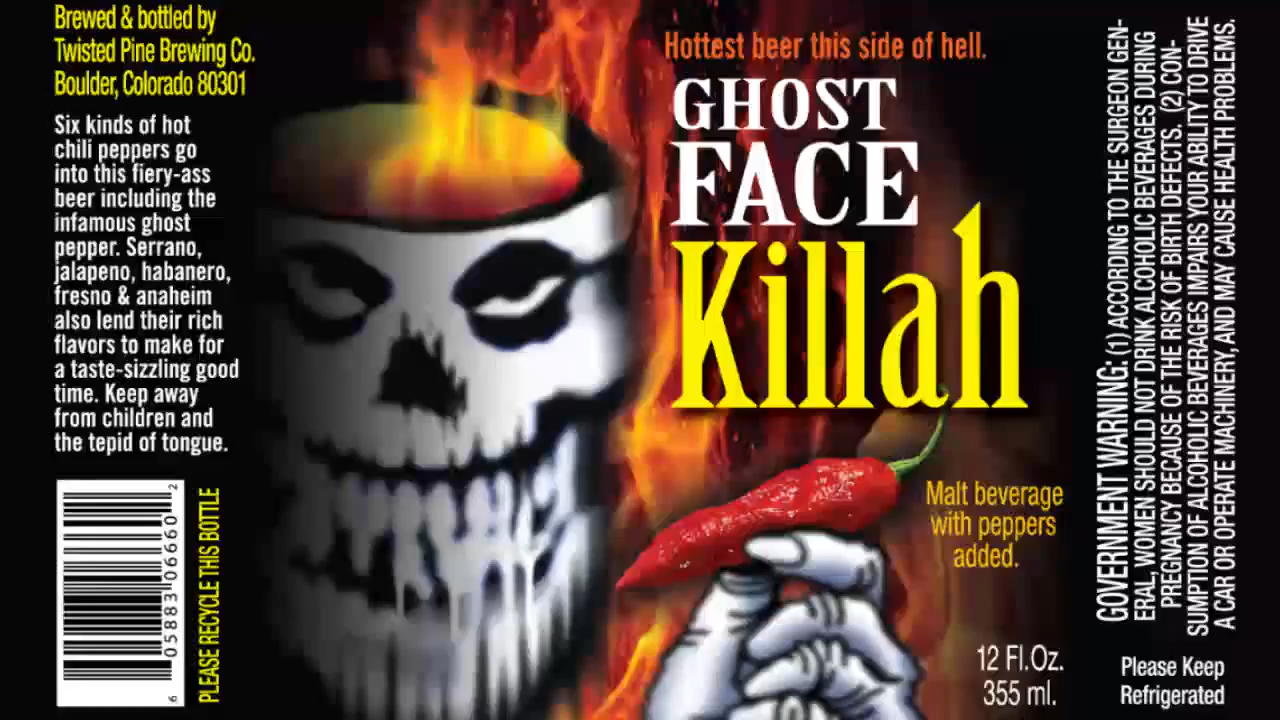 Brewed & bottled by
Twisted Pine Brewing Co.
Boulder, Colorado 80301
Six kinds of hot
chili peppers go
into this fiery-ass
beer including the
infamous ghost
pepper. Serrano,
jalapeno, habanero,
fresno & anaheim
also lend their rich
flavors to make for
a taste-sizzling good
time. Keep away
from children and
the tepid of tongue.
6 05883 06660 2
PLEASE RECYCLE THIS BOTTLE
Hottest beer this side of hell.
GHOST
FACE
Killah
Malt beverage
with peppers
added.
12 Fl.Oz.
355 ml.
GOVERNMENT WARNING: (1) ACCORDING TO THE SURGEON GEN-
ERAL, WOMEN SHOULD NOT DRINK ALCOHOLIC BEVERAGES DURING
PREGNANCY BECAUSE OF THE RISK OF BIRTH DEFECTS. (2) CON-
SUMPTION OF ALCOHOLIC BEVERAGES IMPAIRS YOUR ABILITY TO DRIVE
A CAR OR OPERATE MACHINERY, AND MAY CAUSE HEALTH PROBLEMS.
Please Keep
Refrigerated